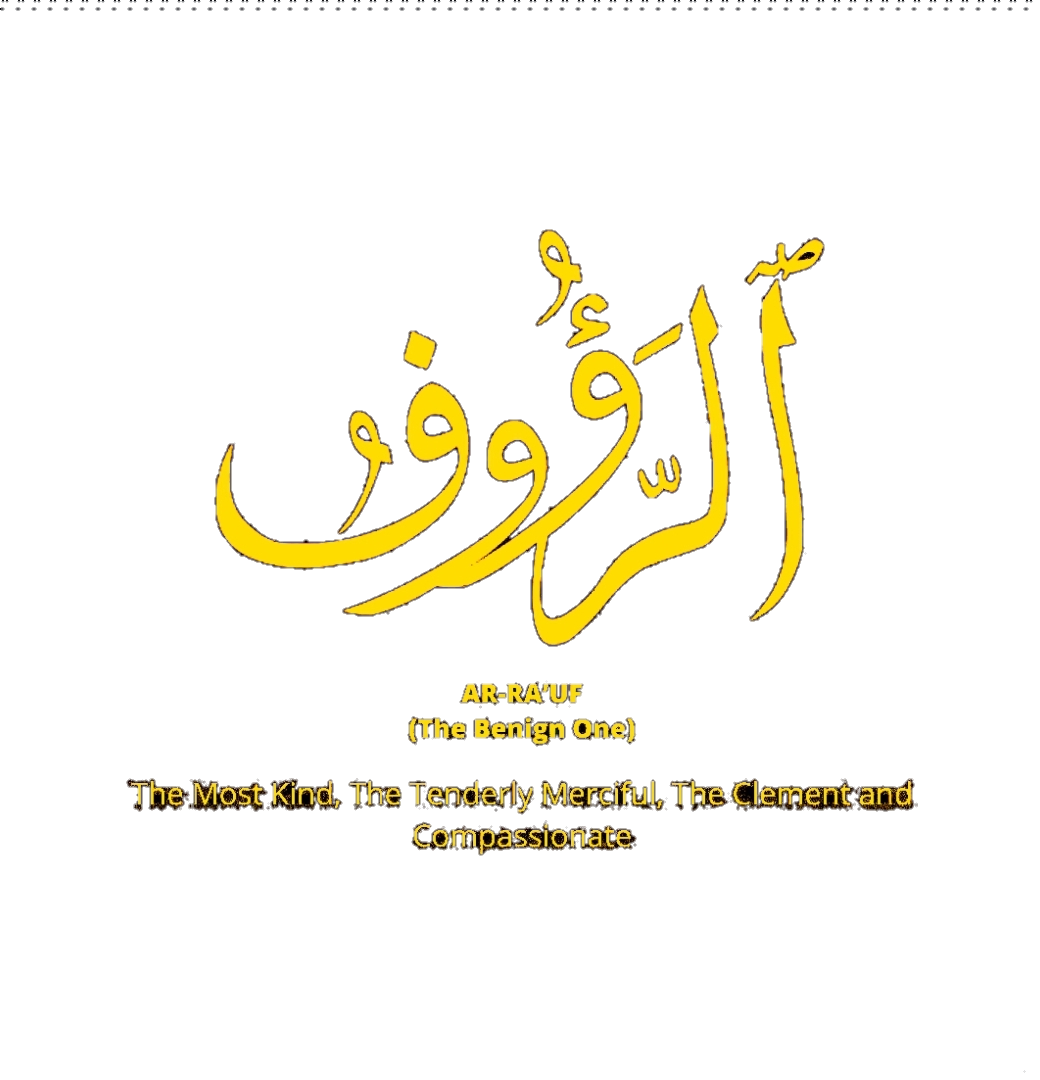 ٱلرَّؤُوفُ
AR-RA'UF
(The Benign One)
The Most Kind, The Tenderly Merciful, The Clement and
Compassionate